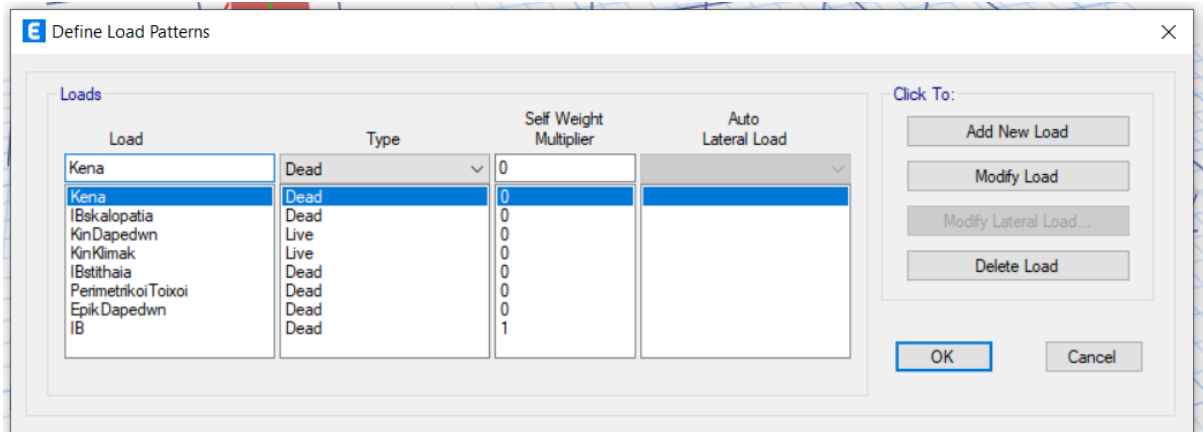 E Define Load Patterns
Loads
Load Type Self Weight Multiplier Auto Lateral Load
Kena Dead 0
Kena Dead 0
IBskalopatia Dead 0
KinDapedwn Live 0
KinKlimak Live 0
IBstithaia Dead 0
PerimetrikoiToixoi Dead 0
EpikDapedwn Dead 0
IB Dead 1
Click To:
Add New Load
Modify Load
Modify Lateral Load...
Delete Load
OK Cancel